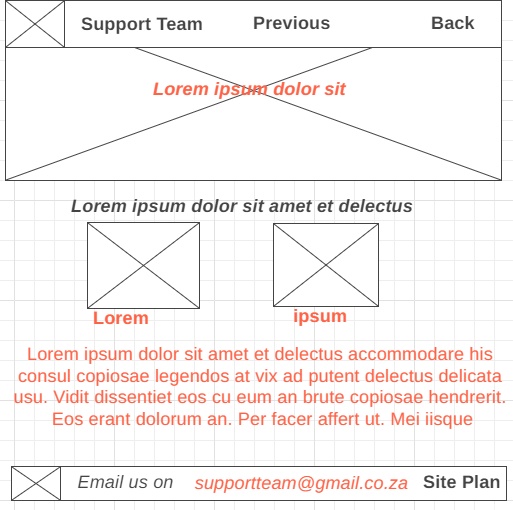 Support Team Previous Back
Lorem ipsum dolor sit
Lorem ipsum dolor sit amet et delectus
Lorem ipsum
Lorem ipsum dolor sit amet et delectus accommodare his
consul copiosae legendos at vix ad putent delectus delicata
usu. Vidit dissentiet eos cu eum an brute copiosae hendrerit.
Eos erant dolorum an. Per facer affert ut. Mei iisque
Email us on supportteam@gmail.co.za Site Plan